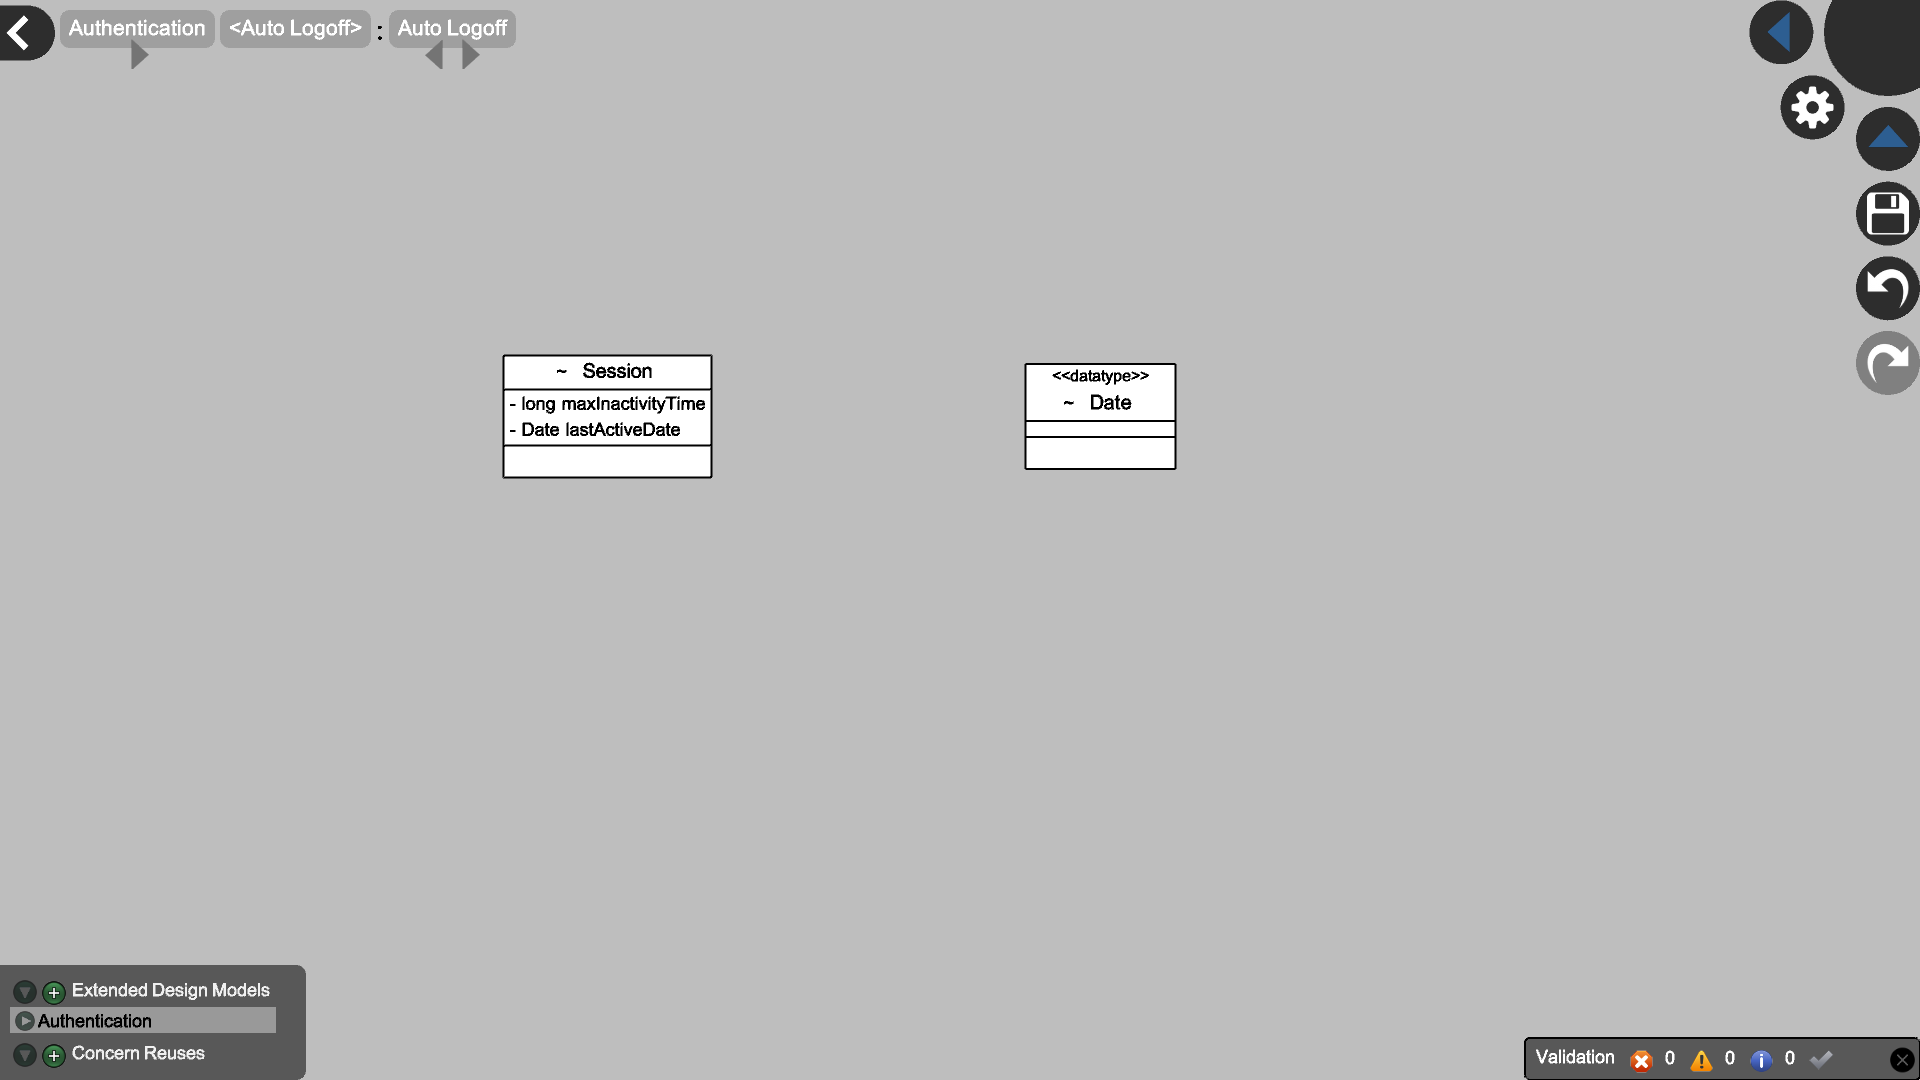 Authentication
<Auto Logoff>
:
Auto Logoff
~ Session
- long maxInactivityTime
- Date lastActiveDate
<<datatype>>
~ Date
Extended Design Models
Authentication
Concern Reuses
Validation 0 0 0